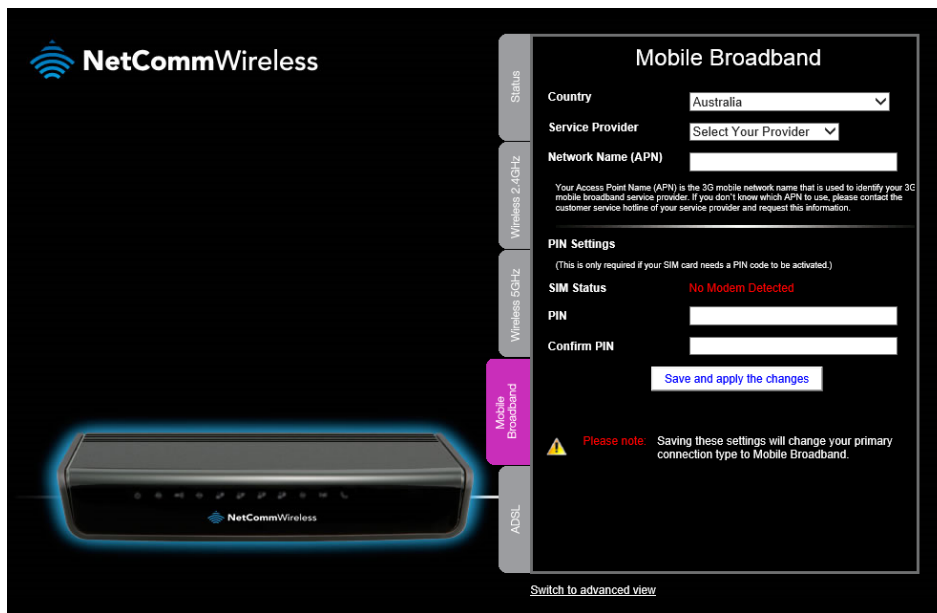 NetCommWireless
Status
Wireless 2.4GHz
Wireless 5GHz
Mobile
Broadband
ADSL
Mobile Broadband
Country
Australia
Service Provider
Select Your Provider
Network Name (APN)
Your Access Point Name (APN) is the 3G mobile network name that is used to identify your 3G
mobile broadband service provider. If you don't know which APN to use, please contact the
customer service hotline of your service provider and request this information.
PIN Settings
(This is only required if your SIM card needs a PIN code to be activated.)
SIM Status
No Modem Detected
PIN
Confirm PIN
Save and apply the changes
Please note: Saving these settings will change your primary
connection type to Mobile Broadband.
NetCommWireless
Switch to advanced view